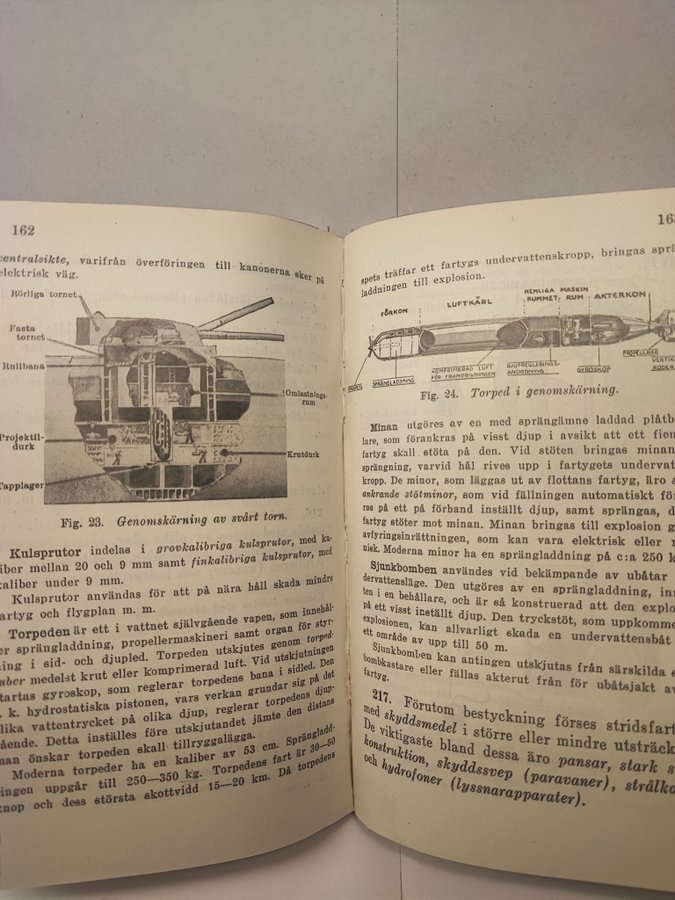 162
centralsikte, varifrån överföringen till kanonerna sker på
elektrisk väg.
Rörliga tornet
Fasta
tornet
Rullbana
Omlastnings-
rum
Projektil-
durk
Krutdurk
Tapplager
Fig. 23. Genomskärning av svårt torn.
Kulsprutor indelas i grovkalibriga kulsprutor, med ka-
liber mellan 20 och 9 mm samt finkalibriga kulsprutor, med
kaliber under 9 mm.
Kulsprutor användas för att på nära håll skada mindre
fartyg och flygplan m. m.
Torpeden är ett i vattnet självgående vapen, som innehål-
er sprängladdning, propellermaskineri samt organ för styr-
ning i sid- och djupled. Torpeden utskjutes genom torped-
tuber medelst krut eller komprimerad luft. Vid utskjutningen
startas gyroskop, som reglerar torpedens bana i sidled. Den
. k. hydrostatiska pistonen, vars verkan grundar sig på det
olika vattentrycket på olika djup, reglerar torpedens djup-
gående. Detta inställes före utskjutandet jämte den distans
man önskar torpeden skall tillryggalägga.
Moderna torpeder ha en kaliber av 53 cm. Sprängladd-
ningen uppgår till 250—350 kg. Torpedens fart är 30—50
knop och dess största skottvidd 15—20 km. Då torpedens
163
spets träffar ett fartygs undervattenskropp, bringas sprä
laddningen till explosion.
FÖRKON
LUFTKÄRL
HEMLIGA
RUMMET,
MASKIN
RUM
AKTERKON
SPRÄNGLADDNING
KOMPRIMERAD LUFT
FÖR FRAMDRIVNINGEN
DJUPREGLERINGS-
ANORDNING
GYROSKOP
PROPELLRAR
VERTIK
RODER
Fig. 24. Torped i genomskärning.
Minan utgöres av en med sprängämne laddad plåtb
lare, som förankras på visst djup i avsikt att ett fien
fartyg skall stöta på den. Vid stöten bringas minan
sprängning, varvid hål rives upp i fartygets undervat
kropp. De minor, som läggas ut av flottans fartyg, äro
ankrande stötminor, som vid fällningen automatiskt för
ras på ett på förhand inställt djup, samt sprängas, d
fartyg stöter mot minan. Minan bringas till explosion g
avfyringsinrättningen, som kan vara elektrisk eller
nisk. Moderna minor ha en sprängladdning på c:a 250 k
Sjunkbomben användes vid bekämpande av ubåtar
dervattensläge. Den utgöres av en sprängladdning, inn
ten i en behållare, och är så konstruerad att den explo
på ett visst inställt djup. Den tryckstöt, som uppkomme
explosionen, kan allvarligt skada en undervattensbåt
ett område av upp till 50 m.
Sjunkbomben kan antingen utskjutas från särskilda
bombkastare eller fällas akterut från för ubåtsjakt av
fartyg.
217. Förutom bestyckning förses stridsfart
med skyddsmedel i större eller mindre utsträck
De viktigaste bland dessa äro pansar, stark s
konstruktion, skyddssvep (paravaner), strålka
och hydrofoner (lyssnarapparater).